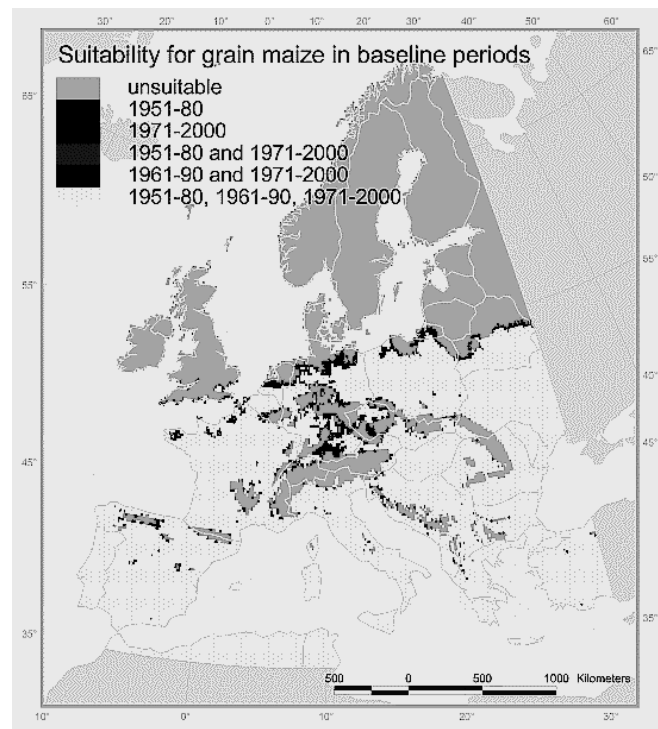 30° 20° 10° 0° 10° 20° 30° 40° 50° 60°
Suitability for grain maize in baseline periods
unsuitable
1951-80
1971-2000
1951-80 and 1971-2000
1961-90 and 1971-2000
1951-80, 1961-90, 1971-2000
65°
55°
45°
35°
65°
60°
50°
55°
40°
45°
35°
500 0 500 1000 Kilometers
10° 0° 10° 20° 30°